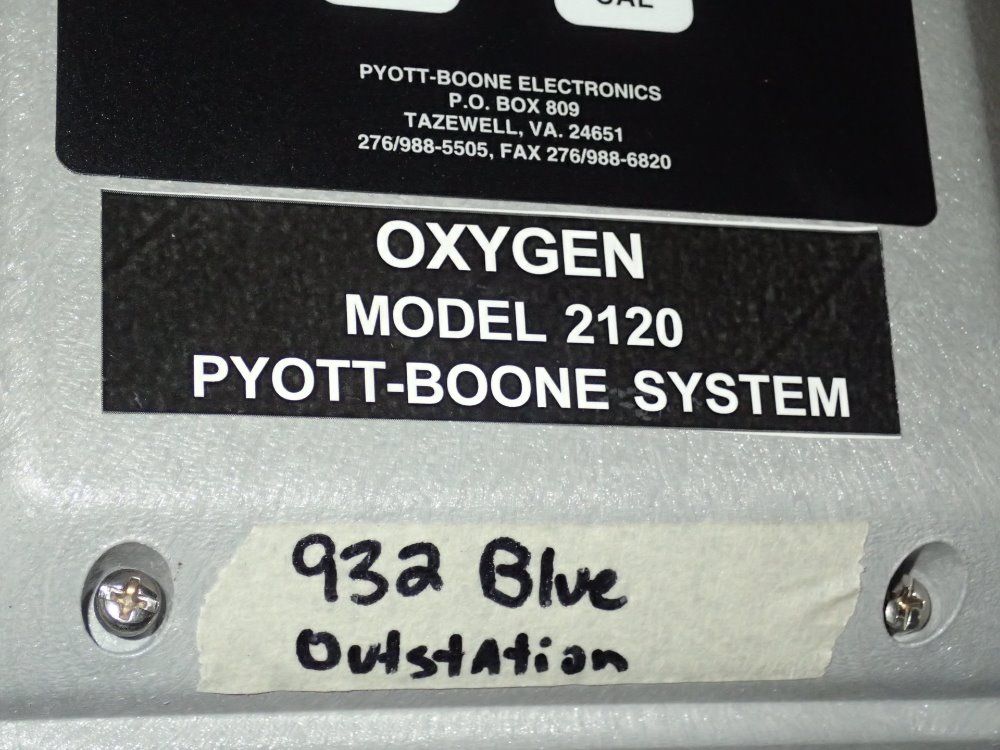 CAL
PYOTT-BOONE ELECTRONICS
P.O. BOX 809
TAZEWELL, VA. 24651
276/988-5505, FAX 276/988-6820
OXYGEN
MODEL 2120
PYOTT-BOONE SYSTEM
932 Blue
Outstation